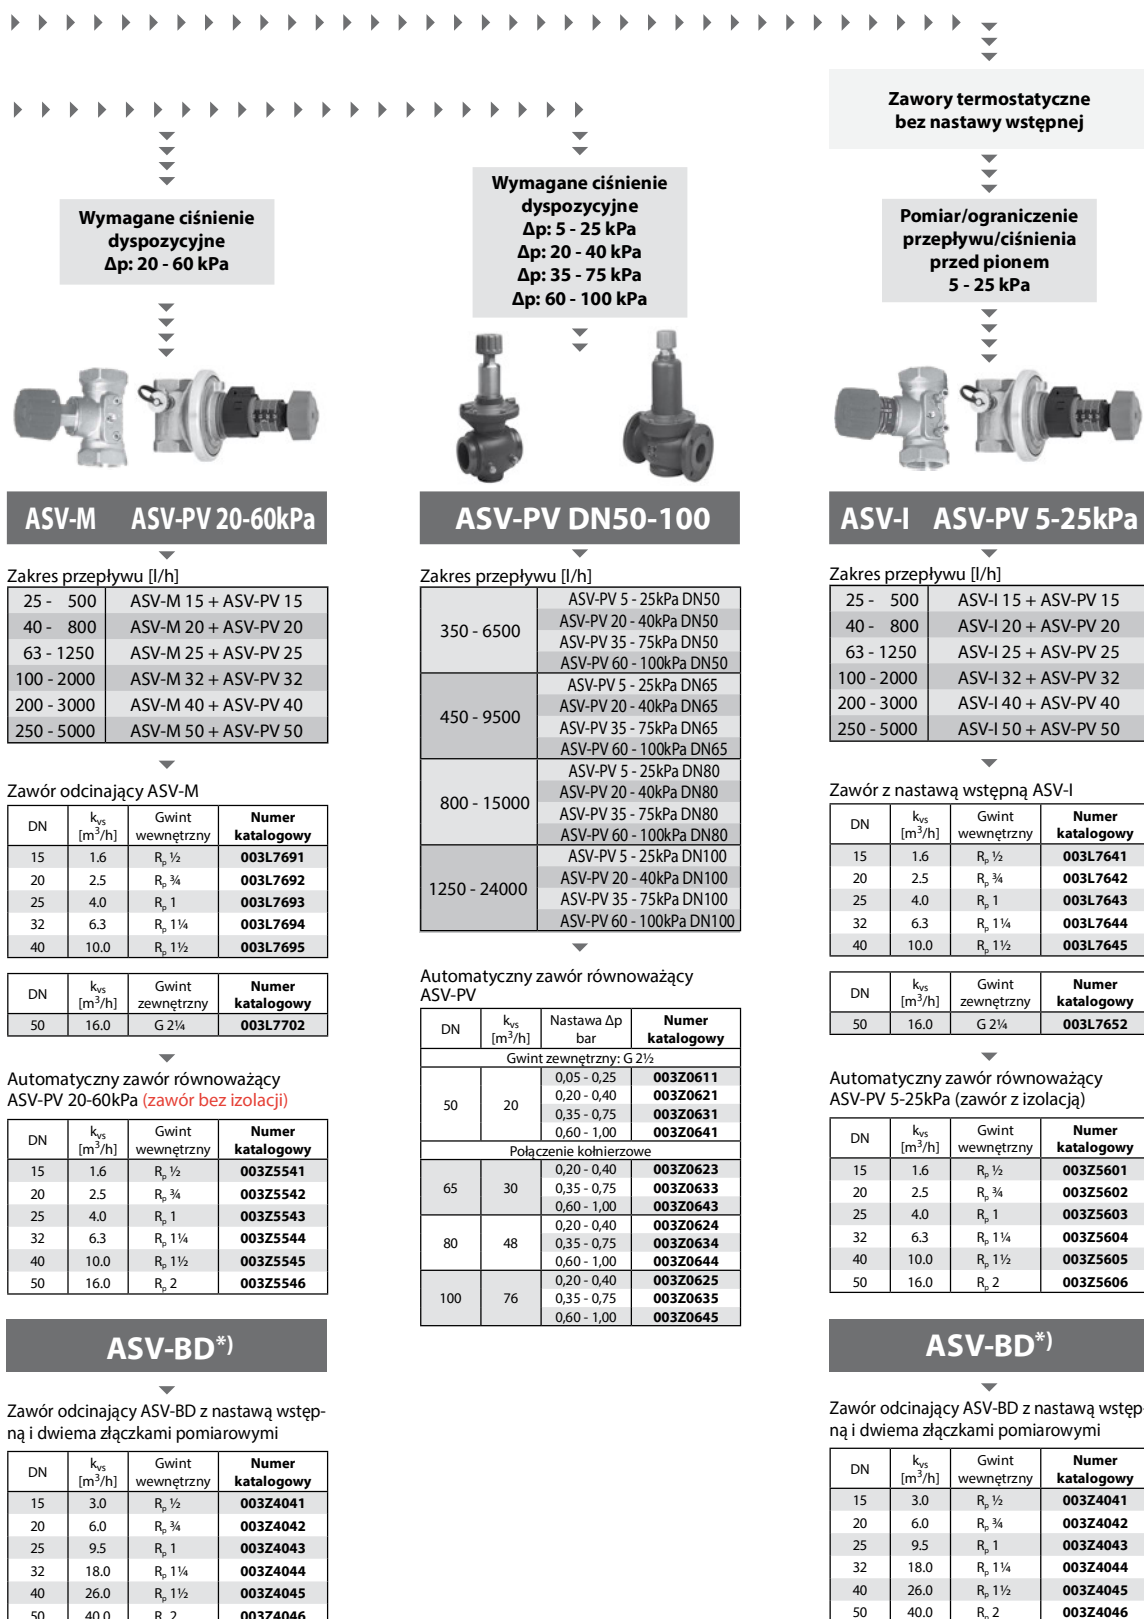 Wymagane ciśnienie
dyspozycyjne
Δp: 20 - 60 kPa
ASV-M ASV-PV 20-60kPa
Zakres przepływu [l/h]
25 - 500 ASV-M 15 + ASV-PV 15
40 - 800 ASV-M 20 + ASV-PV 20
63 - 1250 ASV-M 25 + ASV-PV 25
100 - 2000 ASV-M 32 + ASV-PV 32
200 - 3000 ASV-M 40 + ASV-PV 40
250 - 5000 ASV-M 50 + ASV-PV 50
Zawór odcinający ASV-M
DN kvs [m³/h] Gwint wewnętrzny Numer katalogowy
15 1.6 Rp ½ 003L7691
20 2.5 Rp ¾ 003L7692
25 4.0 Rp 1 003L7693
32 6.3 Rp 1¼ 003L7694
40 10.0 Rp 1½ 003L7695
DN kvs [m³/h] Gwint zewnętrzny Numer katalogowy
50 16.0 G 2¼ 003L7702
Automatyczny zawór równoważący
ASV-PV 20-60kPa (zawór bez izolacji)
DN kvs [m³/h] Gwint wewnętrzny Numer katalogowy
15 1.6 Rp ½ 003Z5541
20 2.5 Rp ¾ 003Z5542
25 4.0 Rp 1 003Z5543
32 6.3 Rp 1¼ 003Z5544
40 10.0 Rp 1½ 003Z5545
50 16.0 Rp 2 003Z5546
ASV-BD*)
Zawór odcinający ASV-BD z nastawą wstęp-
ną i dwiema złączkami pomiarowymi
DN kvs [m³/h] Gwint wewnętrzny Numer katalogowy
15 3.0 Rp ½ 003Z4041
20 6.0 Rp ¾ 003Z4042
25 9.5 Rp 1 003Z4043
32 18.0 Rp 1¼ 003Z4044
40 26.0 Rp 1½ 003Z4045
50 40.0 Rp 2 003Z4046
Wymagane ciśnienie
dyspozycyjne
Δp: 5 - 25 kPa
Δp: 20 - 40 kPa
Δp: 35 - 75 kPa
Δp: 60 - 100 kPa
ASV-PV DN50-100
Zakres przepływu [l/h]
350 - 6500
ASV-PV 5 - 25kPa DN50
ASV-PV 20 - 40kPa DN50
ASV-PV 35 - 75kPa DN50
ASV-PV 60 - 100kPa DN50
450 - 9500
ASV-PV 5 - 25kPa DN65
ASV-PV 20 - 40kPa DN65
ASV-PV 35 - 75kPa DN65
ASV-PV 60 - 100kPa DN65
800 - 15000
ASV-PV 5 - 25kPa DN80
ASV-PV 20 - 40kPa DN80
ASV-PV 35 - 75kPa DN80
ASV-PV 60 - 100kPa DN80
1250 - 24000
ASV-PV 5 - 25kPa DN100
ASV-PV 20 - 40kPa DN100
ASV-PV 35 - 75kPa DN100
ASV-PV 60 - 100kPa DN100
Automatyczny zawór równoważący
ASV-PV
DN kvs [m³/h] Nastawa Δp bar Numer katalogowy
Gwint zewnętrzny: G 2½
50 20
0,05 - 0,25 003Z0611
0,20 - 0,40 003Z0621
0,35 - 0,75 003Z0631
0,60 - 1,00 003Z0641
Połączenie kołnierzowe
65 30
0,20 - 0,40 003Z0623
0,35 - 0,75 003Z0633
0,60 - 1,00 003Z0643
80 48
0,20 - 0,40 003Z0624
0,35 - 0,75 003Z0634
0,60 - 1,00 003Z0644
100 76
0,20 - 0,40 003Z0625
0,35 - 0,75 003Z0635
0,60 - 1,00 003Z0645
Zawory termostatyczne
bez nastawy wstępnej
Pomiar/ograniczenie
przepływu/ciśnienia
przed pionem
5 - 25 kPa
ASV-I ASV-PV 5-25kPa
Zakres przepływu [l/h]
25 - 500 ASV-I 15 + ASV-PV 15
40 - 800 ASV-I 20 + ASV-PV 20
63 - 1250 ASV-I 25 + ASV-PV 25
100 - 2000 ASV-I 32 + ASV-PV 32
200 - 3000 ASV-I 40 + ASV-PV 40
250 - 5000 ASV-I 50 + ASV-PV 50
Zawór z nastawą wstępną ASV-I
DN kvs [m³/h] Gwint wewnętrzny Numer katalogowy
15 1.6 Rp ½ 003L7641
20 2.5 Rp ¾ 003L7642
25 4.0 Rp 1 003L7643
32 6.3 Rp 1¼ 003L7644
40 10.0 Rp 1½ 003L7645
DN kvs [m³/h] Gwint zewnętrzny Numer katalogowy
50 16.0 G 2¼ 003L7652
Automatyczny zawór równoważący
ASV-PV 5-25kPa (zawór z izolacją)
DN kvs [m³/h] Gwint wewnętrzny Numer katalogowy
15 1.6 Rp ½ 003Z5601
20 2.5 Rp ¾ 003Z5602
25 4.0 Rp 1 003Z5603
32 6.3 Rp 1¼ 003Z5604
40 10.0 Rp 1½ 003Z5605
50 16.0 Rp 2 003Z5606
ASV-BD*)
Zawór odcinający ASV-BD z nastawą wstęp-
ną i dwiema złączkami pomiarowymi
DN kvs [m³/h] Gwint wewnętrzny Numer katalogowy
15 3.0 Rp ½ 003Z4041
20 6.0 Rp ¾ 003Z4042
25 9.5 Rp 1 003Z4043
32 18.0 Rp 1¼ 003Z4044
40 26.0 Rp 1½ 003Z4045
50 40.0 Rp 2 003Z4046